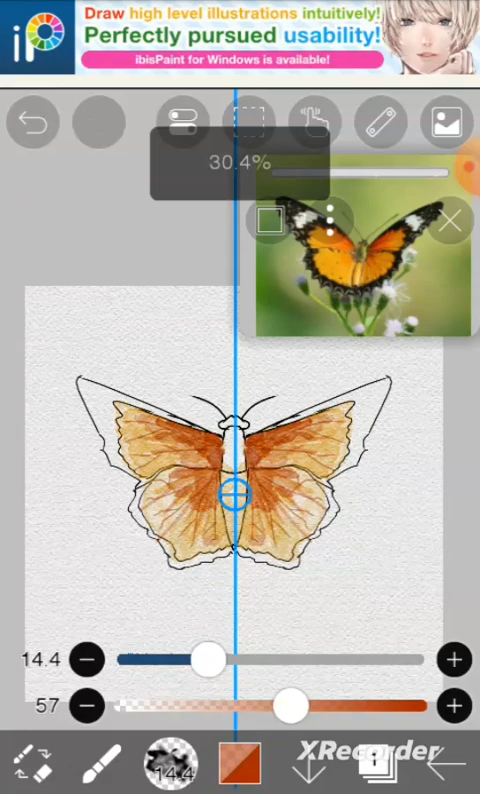 Draw high level illustrations intuitively!
iP
Perfectly pursued usability!
ibisPaint for Windows is available!
30.4%
14.4
57
14.4
XRecorder